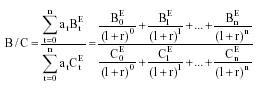 B / C = \frac{\sum_{t=0}^{n} a_t B_t^E}{\sum_{t=0}^{n} a_t C_t^E} = \frac{\frac{B_0^E}{(1+r)^0} + \frac{B_1^E}{(1+r)^1} + ... + \frac{B_n^E}{(1+r)^n}}{\frac{C_0^E}{(1+r)^0} + \frac{C_1^E}{(1+r)^1} + ... + \frac{C_n^E}{(1+r)^n}}